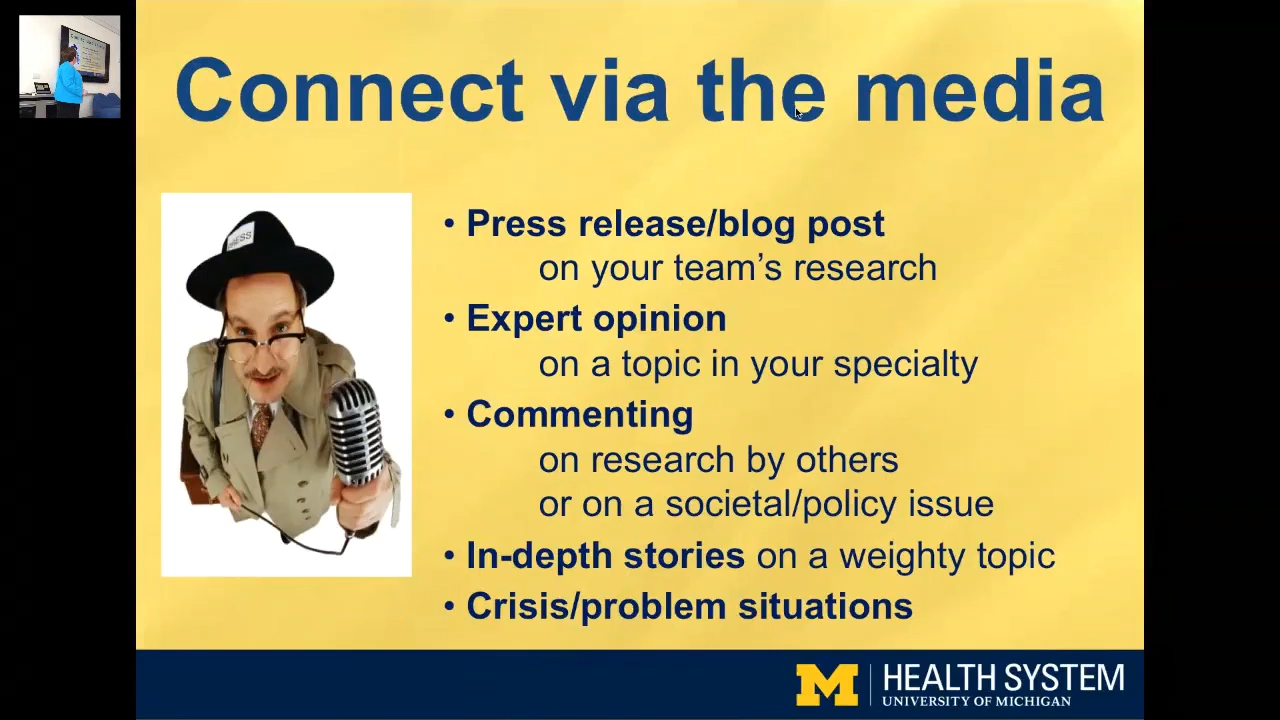 Connect via the media
PRESS
• Press release/blog post
on your team’s research
• Expert opinion
on a topic in your specialty
• Commenting
on research by others
or on a societal/policy issue
• In-depth stories on a weighty topic
• Crisis/problem situations
M HEALTH SYSTEM
UNIVERSITY OF MICHIGAN